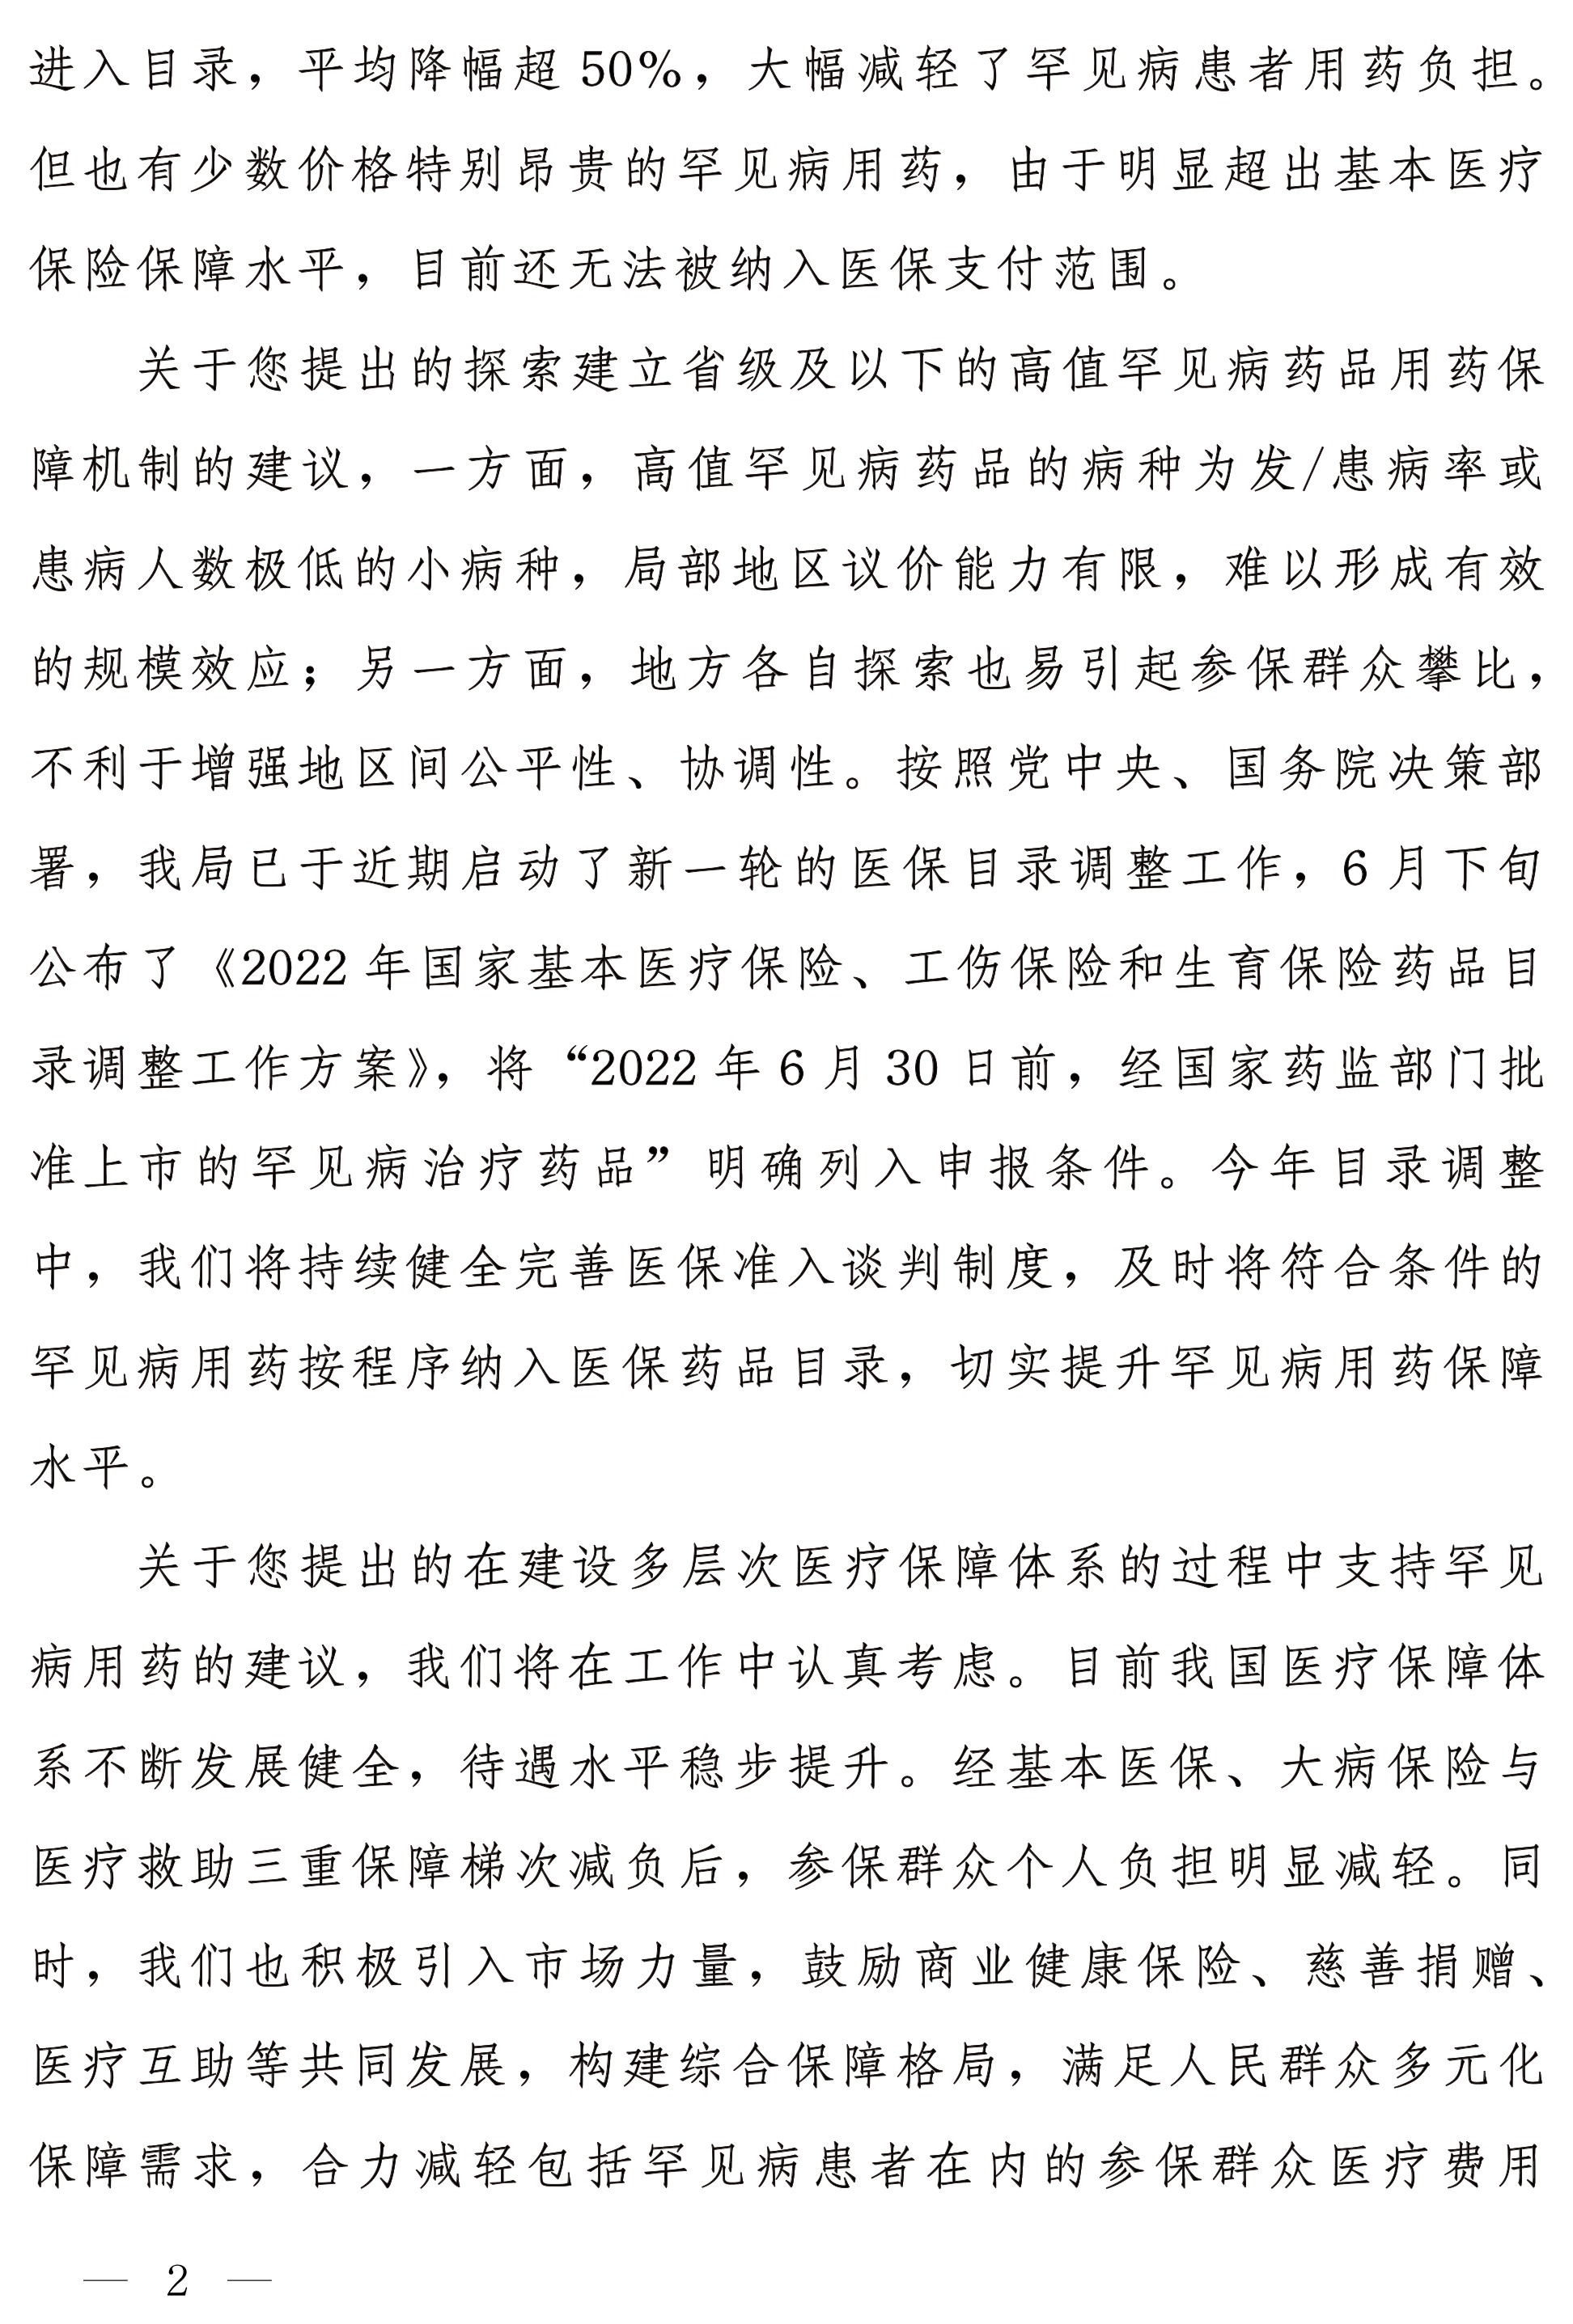 进入目录，平均降幅超 50%，大幅减轻了罕见病患者用药负担。
但也有少数价格特别昂贵的罕见病用药，由于明显超出基本医疗
保险保障水平，目前还无法被纳入医保支付范围。
关于您提出的探索建立省级及以下的高值罕见病药品用药保
障机制的建议，一方面，高值罕见病药品的病种为发/患病率或
患病人数极低的小病种，局部地区议价能力有限，难以形成有效
的规模效应；另一方面，地方各自探索也易引起参保群众攀比，
不利于增强地区间公平性、协调性。按照党中央、国务院决策部
署，我局已于近期启动了新一轮的医保目录调整工作，6 月下旬
公布了《2022 年国家基本医疗保险、工伤保险和生育保险药品目
录调整工作方案》，将“2022 年 6 月 30 日前，经国家药监部门批
准上市的罕见病治疗药品”明确列入申报条件。今年目录调整
中，我们将持续健全完善医保准入谈判制度，及时将符合条件的
罕见病用药按程序纳入医保药品目录，切实提升罕见病用药保障
水平。
关于您提出的在建设多层次医疗保障体系的过程中支持罕见
病用药的建议，我们将在工作中认真考虑。目前我国医疗保障体
系不断发展健全，待遇水平稳步提升。经基本医保、大病保险与
医疗救助三重保障梯次减负后，参保群众个人负担明显减轻。同
时，我们也积极引入市场力量，鼓励商业健康保险、慈善捐赠、
医疗互助等共同发展，构建综合保障格局，满足人民群众多元化
保障需求，合力减轻包括罕见病患者在内的参保群众医疗费用
— 2 —